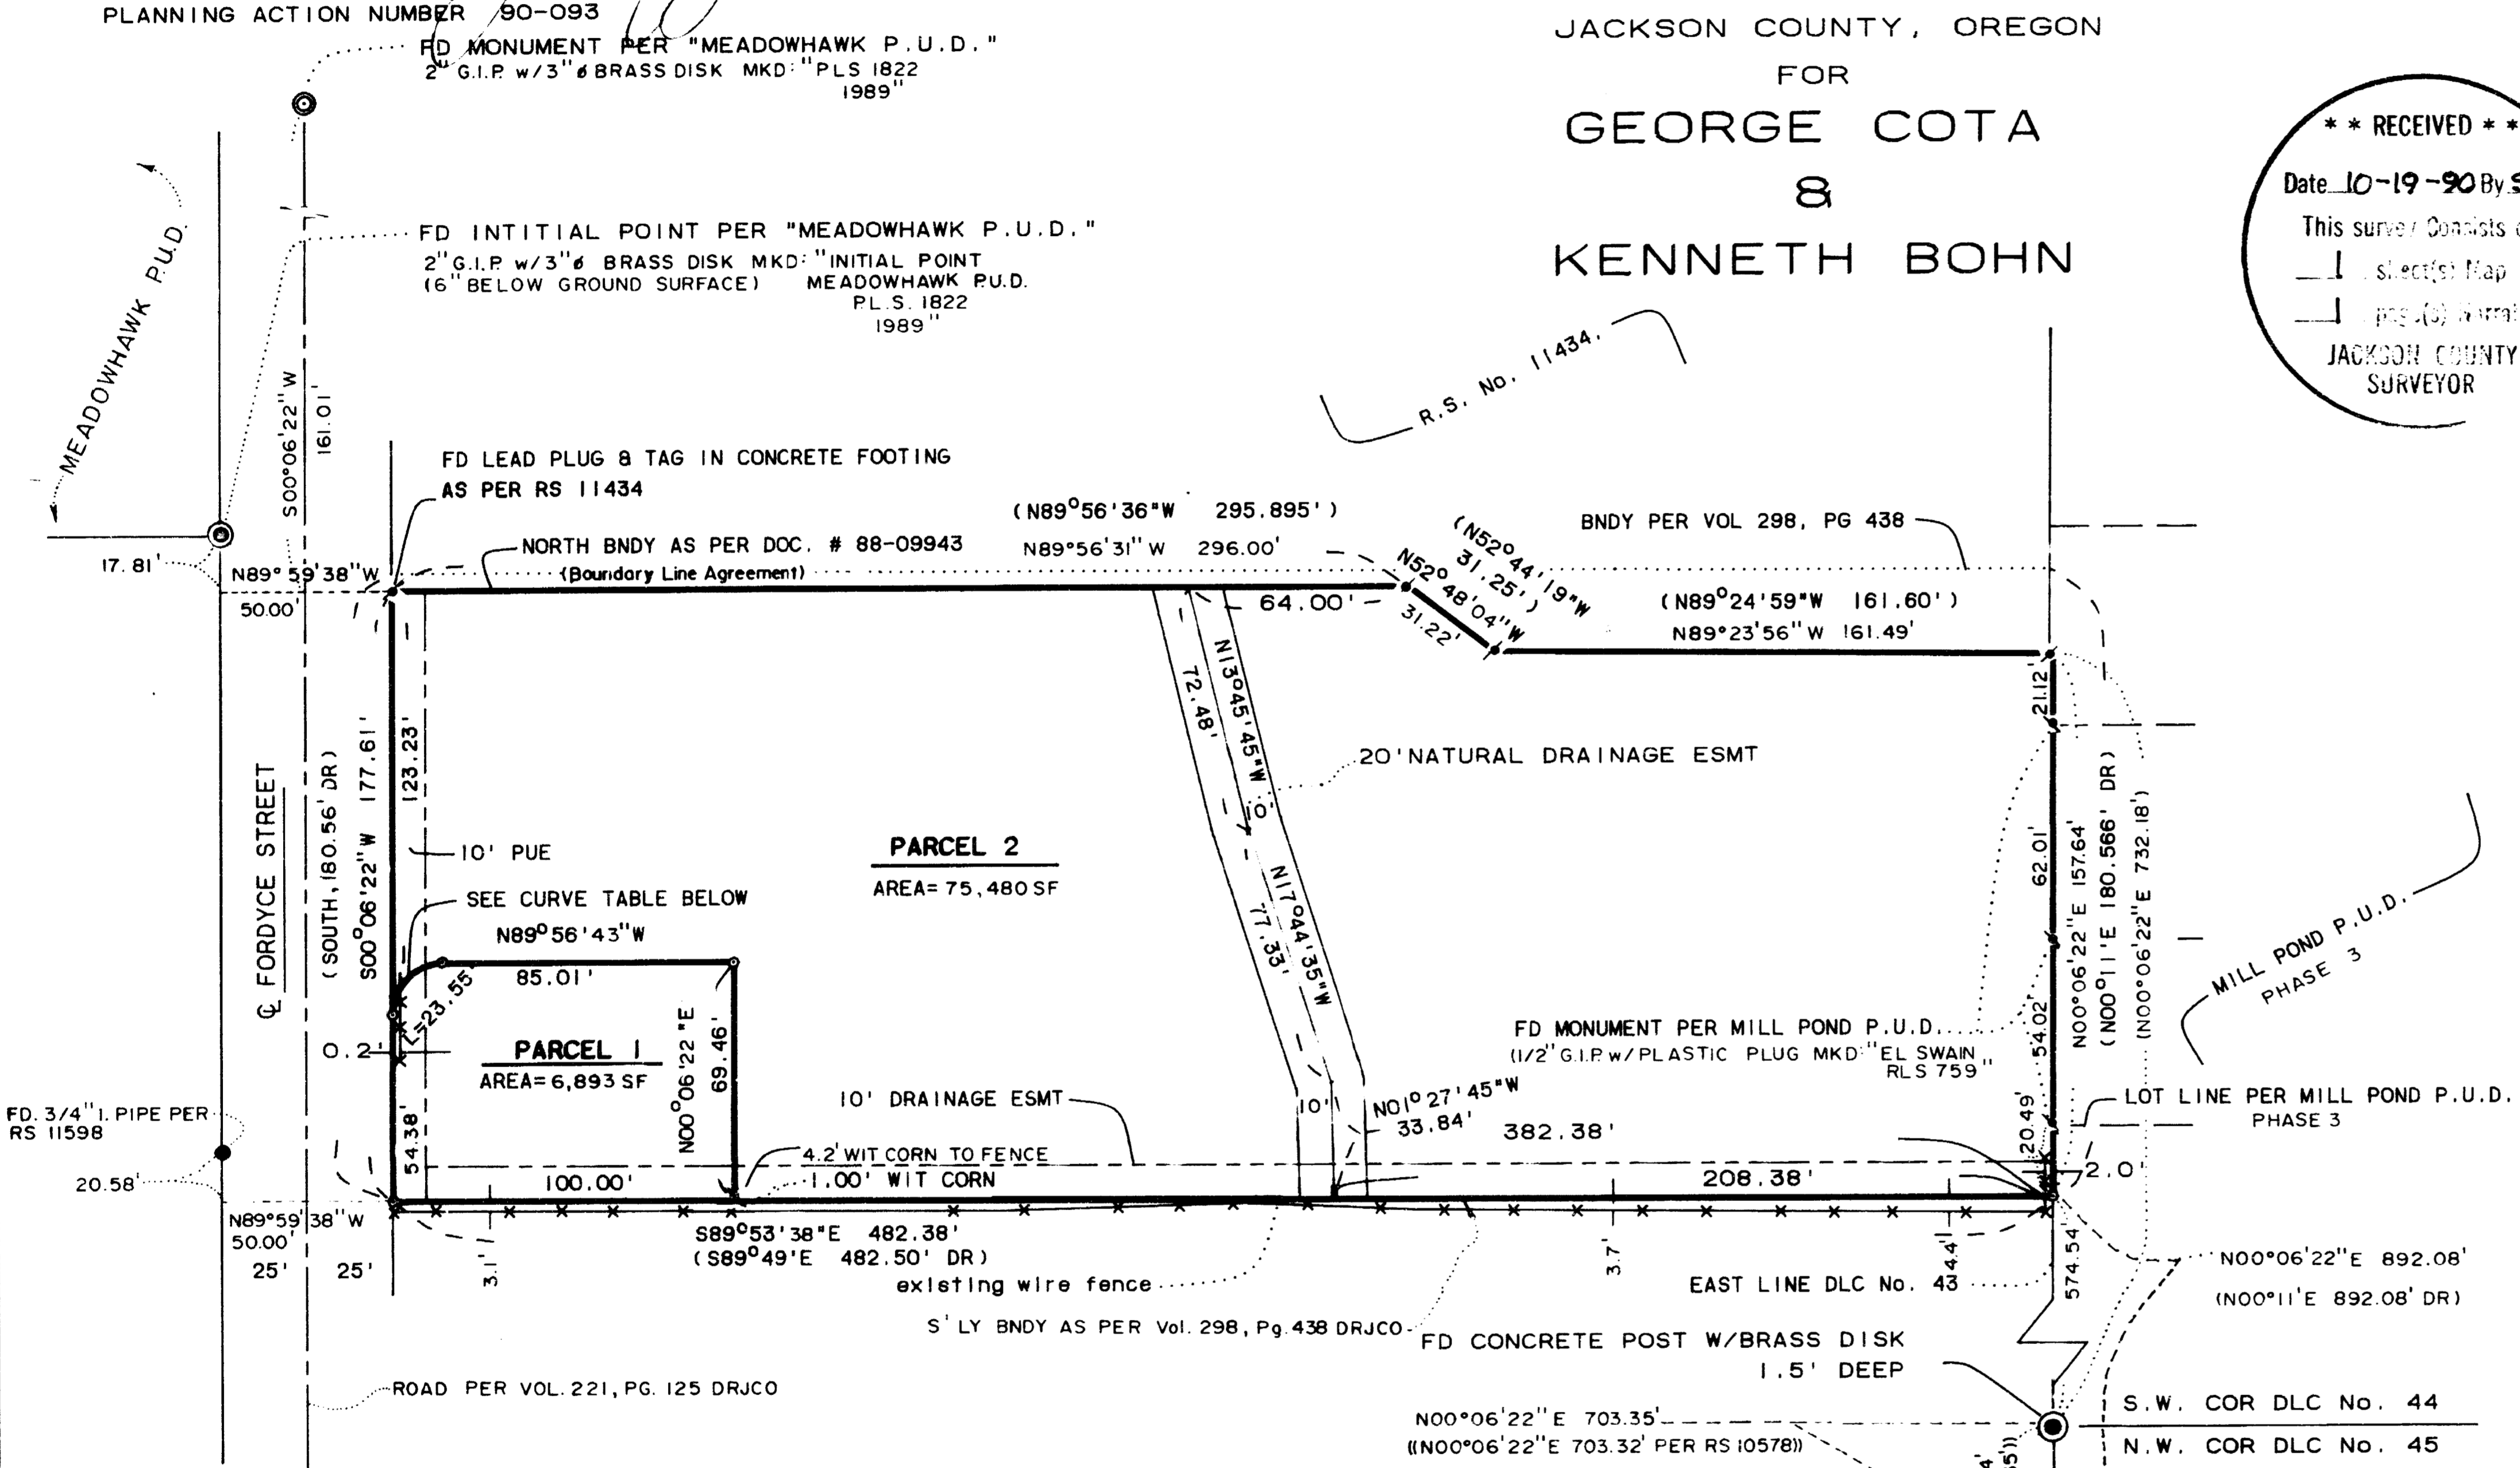 PLANNING ACTION NUMBER 90-093
FD MONUMENT PER "MEADOWHAWK P.U.D."
2" G.I.P. w/3"ø BRASS DISK MKD: "PLS 1822
1989"
JACKSON COUNTY, OREGON
FOR
GEORGE COTA
&
KENNETH BOHN
* * RECEIVED * *
Date 10-19-90 By
This survey Consists
1 sheet(s) Map
1 page(s)
JACKSON COUNTY
SURVEYOR
MEADOWHAWK P.U.D.
FD INTITIAL POINT PER "MEADOWHAWK P.U.D."
2" G.I.P. w/3"ø BRASS DISK MKD: "INITIAL POINT
(6" BELOW GROUND SURFACE) MEADOWHAWK P.U.D.
P.L.S. 1822
1989"
S00°06'22"W
161.01'
R.S. No. 11434.
FD LEAD PLUG & TAG IN CONCRETE FOOTING
AS PER RS 11434
(N89°56'36"W 295.895')
N89°56'31"W 296.00'
NORTH BNDY AS PER DOC. # 88-09943
(Boundary Line Agreement)
BNDY PER VOL 298, PG 438
(N52°44'19"W
31.25')
N52°48'04"W
31.22'
(N89°24'59"W 161.60')
N89°23'56"W 161.49'
17.81'
N89°59'38"W
50.00'
64.00'
21.12'
N13°45'45"W
72.48'
20' NATURAL DRAINAGE ESMT
10'
℄ FORDYCE STREET
(SOUTH, 180.56' DR)
S00°06'22"W 177.61'
123.23'
10' PUE
SEE CURVE TABLE BELOW
N89°56'43"W
85.01'
L=23.55'
PARCEL 2
AREA= 75,480 SF
N17°44'35"W
77.33'
62.01'
N00°06'22"E 157.64'
(N00°11'E 180.566' DR)
(N00°06'22"E 732.18')
MILL POND P.U.D.
PHASE 3
0.2'
PARCEL 1
AREA= 6,893 SF
N00°06'22"E
69.46'
54.38'
FD MONUMENT PER MILL POND P.U.D.
(1/2" G.I.P. w/PLASTIC PLUG MKD: "EL SWAIN
RLS 759"
54.02'
20.49'
LOT LINE PER MILL POND P.U.D.
PHASE 3
FD. 3/4" I. PIPE PER
RS 11598
20.58'
10' DRAINAGE ESMT
10'
N01°27'45"W
33.84'
382.38'
4.2' WIT CORN TO FENCE
1.00' WIT CORN
100.00'
208.38'
2.0'
N89°59'38"W
50.00'
25' 25'
3.1'
S89°53'38"E 482.38'
(S89°49'E 482.50' DR)
existing wire fence
3.7'
4.4'
EAST LINE DLC No. 43
574.54'
N00°06'22"E 892.08'
(N00°11'E 892.08' DR)
S'LY BNDY AS PER Vol. 298, Pg. 438 DRJCO
FD CONCRETE POST W/BRASS DISK
1.5' DEEP
ROAD PER VOL. 221, PG. 125 DRJCO
N00°06'22"E 703.35'
((N00°06'22"E 703.32' PER RS 10578))
S.W. COR DLC No. 44
N.W. COR DLC No. 45